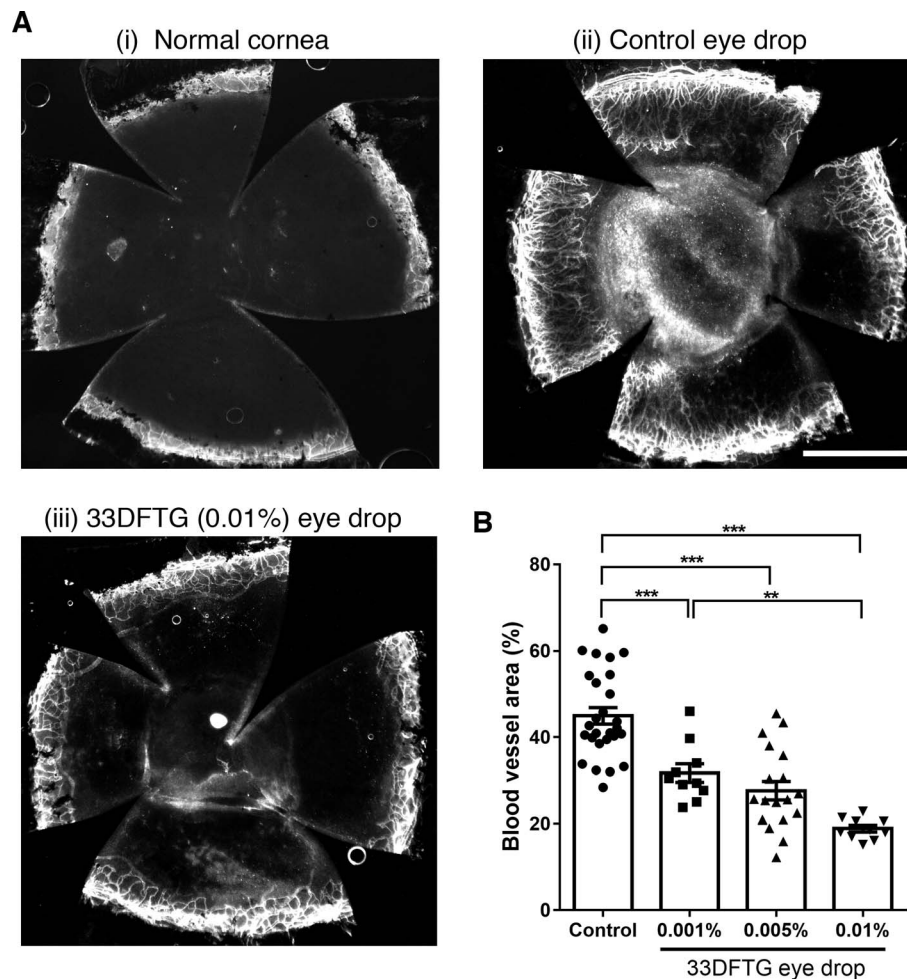 A
(i) Normal cornea
(ii) Control eye drop
(iii) 33DFTG (0.01%) eye drop
B
***
***
***
**
80
60
40
20
0
Blood vessel area (%)
Control
0.001%
0.005%
0.01%
33DFTG eye drop